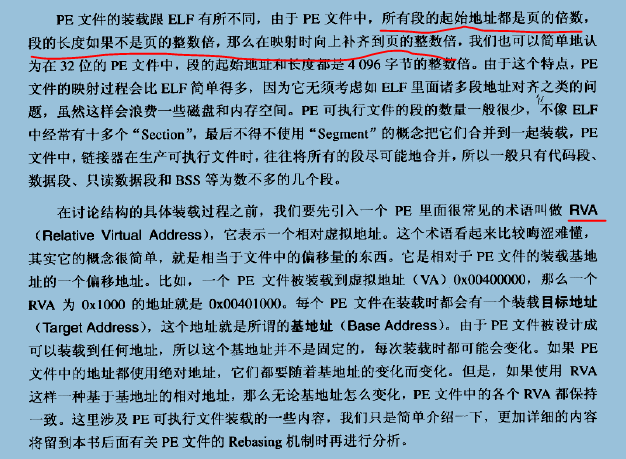 PE 文件的装载跟 ELF 有所不同，由于 PE 文件中，所有段的起始地址都是页的倍数，
段的长度如果不是页的整数倍，那么在映射时向上补齐到页的整数倍，我们也可以简单地认
为在 32 位的 PE 文件中，段的起始地址和长度都是 4 096 字节的整数倍。由于这个特点，PE
文件的映射过程会比 ELF 简单得多，因为它无须考虑如 ELF 里面诸多段地址对齐之类的问
题，虽然这样会浪费一些磁盘和内存空间。PE 可执行文件的段的数量一般很少，不像 ELF
中经常有十多个“Section”，最后不得不使用“Segment”的概念把它们合并到一起装载，PE
文件中，链接器在生产可执行文件时，往往将所有的段尽可能地合并，所以一般只有代码段、
数据段、只读数据段和 BSS 等为数不多的几个段。
在讨论结构的具体装载过程之前，我们要先引入一个 PE 里面很常见的术语叫做 RVA
（Relative Virtual Address），它表示一个相对虚拟地址。这个术语看起来比较晦涩难懂，
其实它的概念很简单，就是相当于文件中的偏移量的东西。它是相对于 PE 文件的装载基地
址的一个偏移地址。比如，一个 PE 文件被装载到虚拟地址（VA）0x00400000，那么一个
RVA 为 0x1000 的地址就是 0x00401000。每个 PE 文件在装载时都会有一个装载目标地址
（Target Address），这个地址就是所谓的基地址（Base Address）。由于 PE 文件被设计成
可以装载到任何地址，所以这个基地址并不是固定的，每次装载时都可能会变化。如果 PE
文件中的地址都使用绝对地址，它们都要随着基地址的变化而变化。但是，如果使用 RVA
这样一种基于基地址的相对地址，那么无论基地址怎么变化，PE 文件中的各个 RVA 都保持
一致。这里涉及 PE 可执行文件装载的一些内容，我们只是简单介绍一下，更加详细的内容
将留到本书后面有关 PE 文件的 Rebasing 机制时再进行分析。